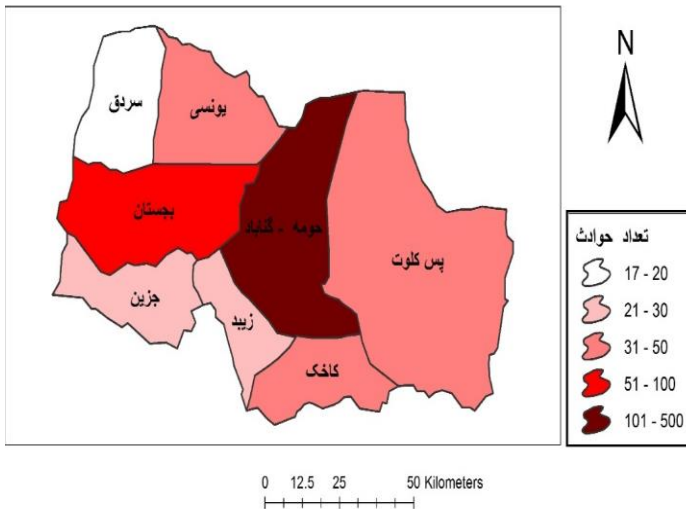 N
سردق
یونسی
بجستان
حومه - گناباد
پس کلوت
جزین
زیبد
کاخک
تعداد حوادث
17 - 20
21 - 30
31 - 50
51 - 100
101 - 500
0 12.5 25 50 Kilometers